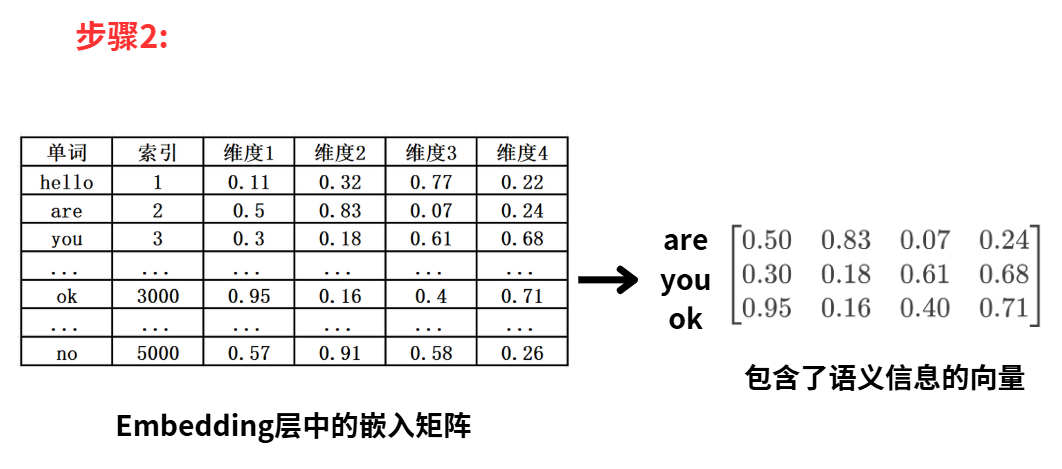 步骤2:
单词 索引 维度1 维度2 维度3 维度4
hello 1 0.11 0.32 0.77 0.22
are 2 0.5 0.83 0.07 0.24
you 3 0.3 0.18 0.61 0.68
... ... ... ... ... ...
ok 3000 0.95 0.16 0.4 0.71
... ... ... ... ... ...
no 5000 0.57 0.91 0.58 0.26
are 0.50 0.83 0.07 0.24
you 0.30 0.18 0.61 0.68
ok 0.95 0.16 0.40 0.71
包含了语义信息的向量
Embedding层中的嵌入矩阵